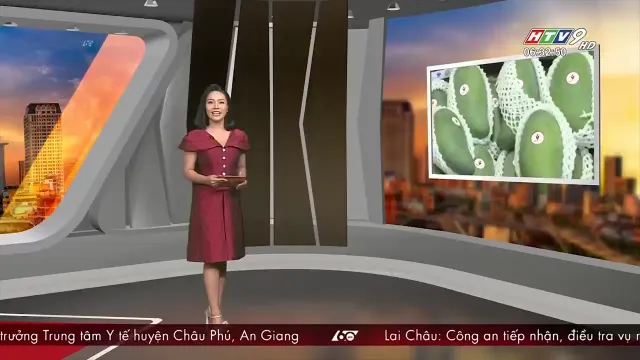 HTV9 HD
06:32:50
trưởng Trung tâm Y tế huyện Châu Phú, An Giang
60
Lai Châu: Công an tiếp nhận, điều tra vụ